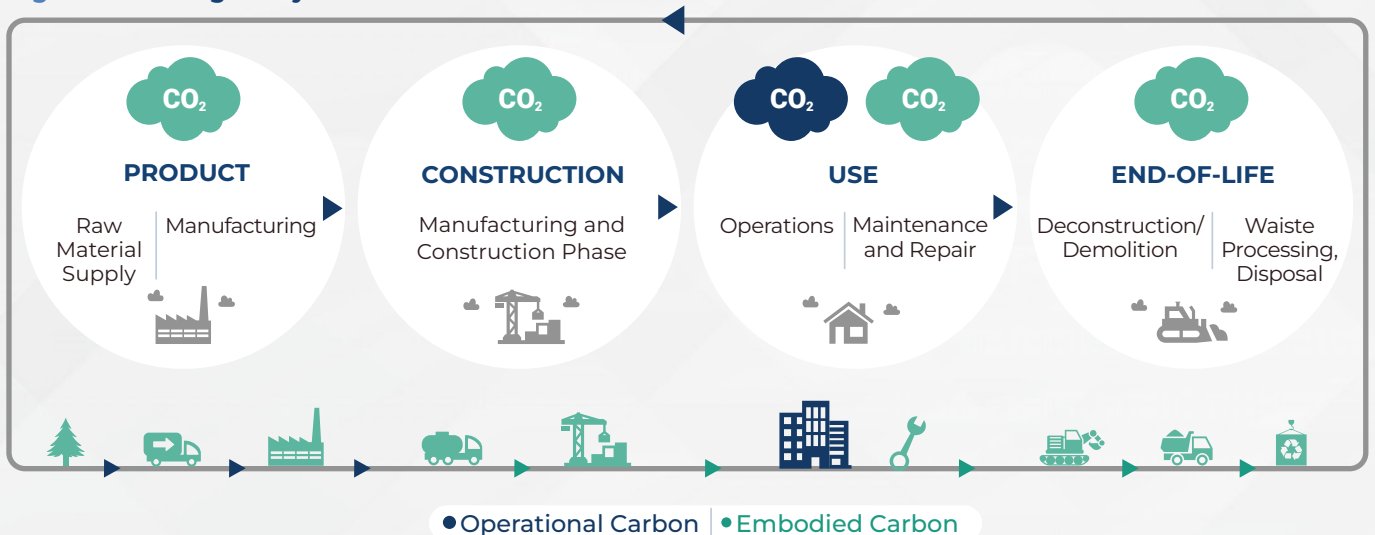 CO₂
PRODUCT
Raw
Material
Supply
Manufacturing
CO₂
CONSTRUCTION
Manufacturing and
Construction Phase
CO₂
CO₂
USE
Operations
Maintenance
and Repair
CO₂
END-OF-LIFE
Deconstruction/
Demolition
Waiste
Processing,
Disposal
Operational Carbon
Embodied Carbon